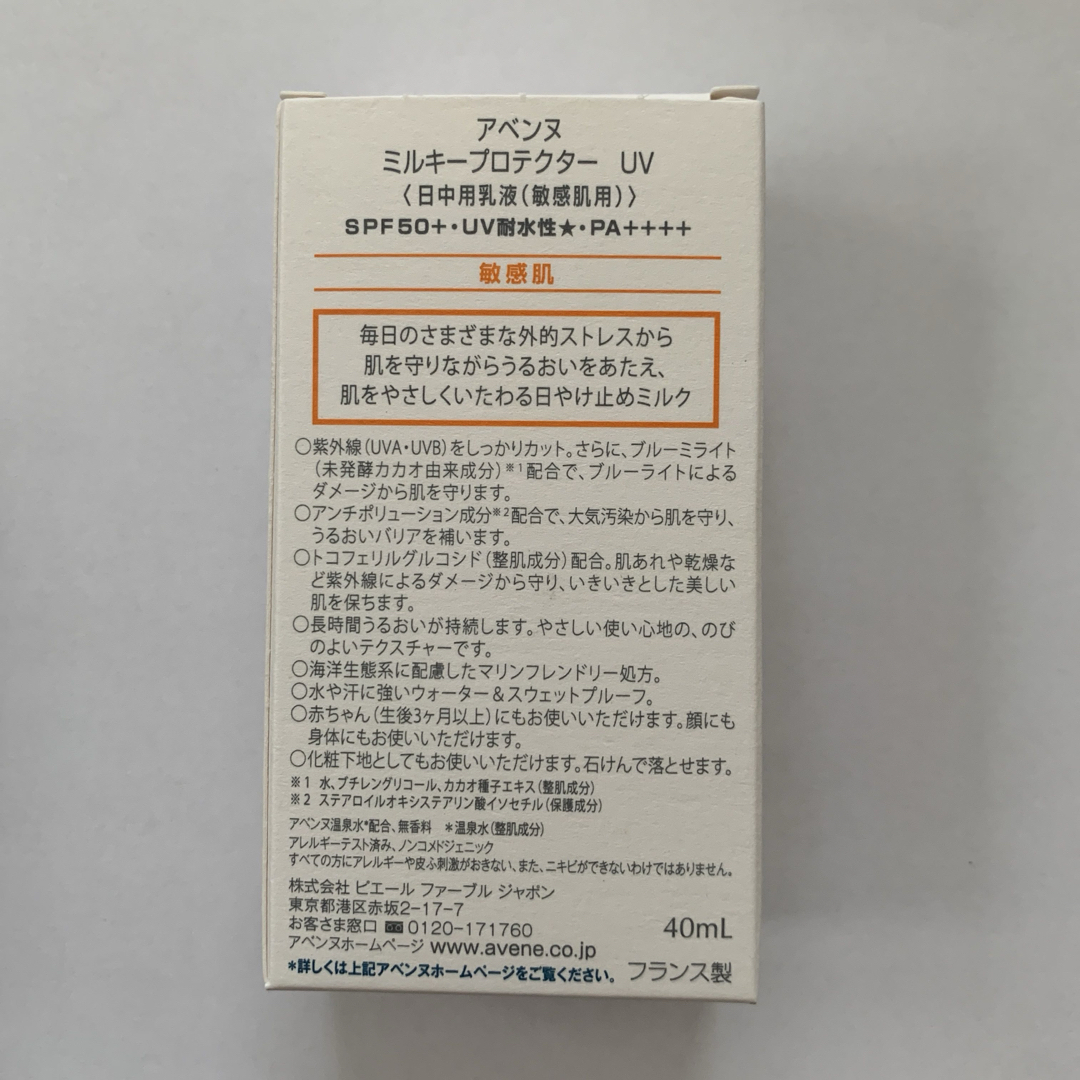 アベンヌ
ミルキープロテクター UV
〈日中用乳液(敏感肌用)〉
SPF50+・UV耐水性★・PA++++
敏感肌
毎日のさまざまな外的ストレスから
肌を守りながらうるおいをあたえ、
肌をやさしくいたわる日やけ止めミルク
○紫外線(UVA・UVB)をしっかりカット。さらに、ブルーミライト
(未発酵カカオ由来成分)※1配合で、ブルーライトによる
ダメージから肌を守ります。
○アンチポリューション成分※2配合で、大気汚染から肌を守り、
うるおいバリアを補います。
○トコフェリルグルコシド(整肌成分)配合。肌あれや乾燥な
ど紫外線によるダメージから守り、いきいきとした美しい
肌を保ちます。
○長時間うるおいが持続します。やさしい使い心地の、のび
のよいテクスチャーです。
○海洋生態系に配慮したマリンフレンドリー処方。
○水や汗に強いウォーター&スウェットプルーフ。
○赤ちゃん(生後3ヶ月以上)にもお使いいただけます。顔にも
身体にもお使いいただけます。
○化粧下地としてもお使いいただけます。石けんで落とせます。
※1 水、ブチレングリコール、カカオ種子エキス(整肌成分)
※2 ステアロイルオキシステアリン酸イソセチル(保護成分)
アベンヌ温泉水*配合、無香料 *温泉水(整肌成分)
アレルギーテスト済み、ノンコメドジェニック
すべての方にアレルギーや皮ふ刺激がおきない、また、ニキビができないわけではありません。
株式会社 ピエール ファーブル ジャポン
東京都港区赤坂2-17-7
お客さま窓口 0120-171760
40mL
アベンヌホームページ www.avene.co.jp
*詳しくは上記アベンヌホームページをご覧ください。 フランス製